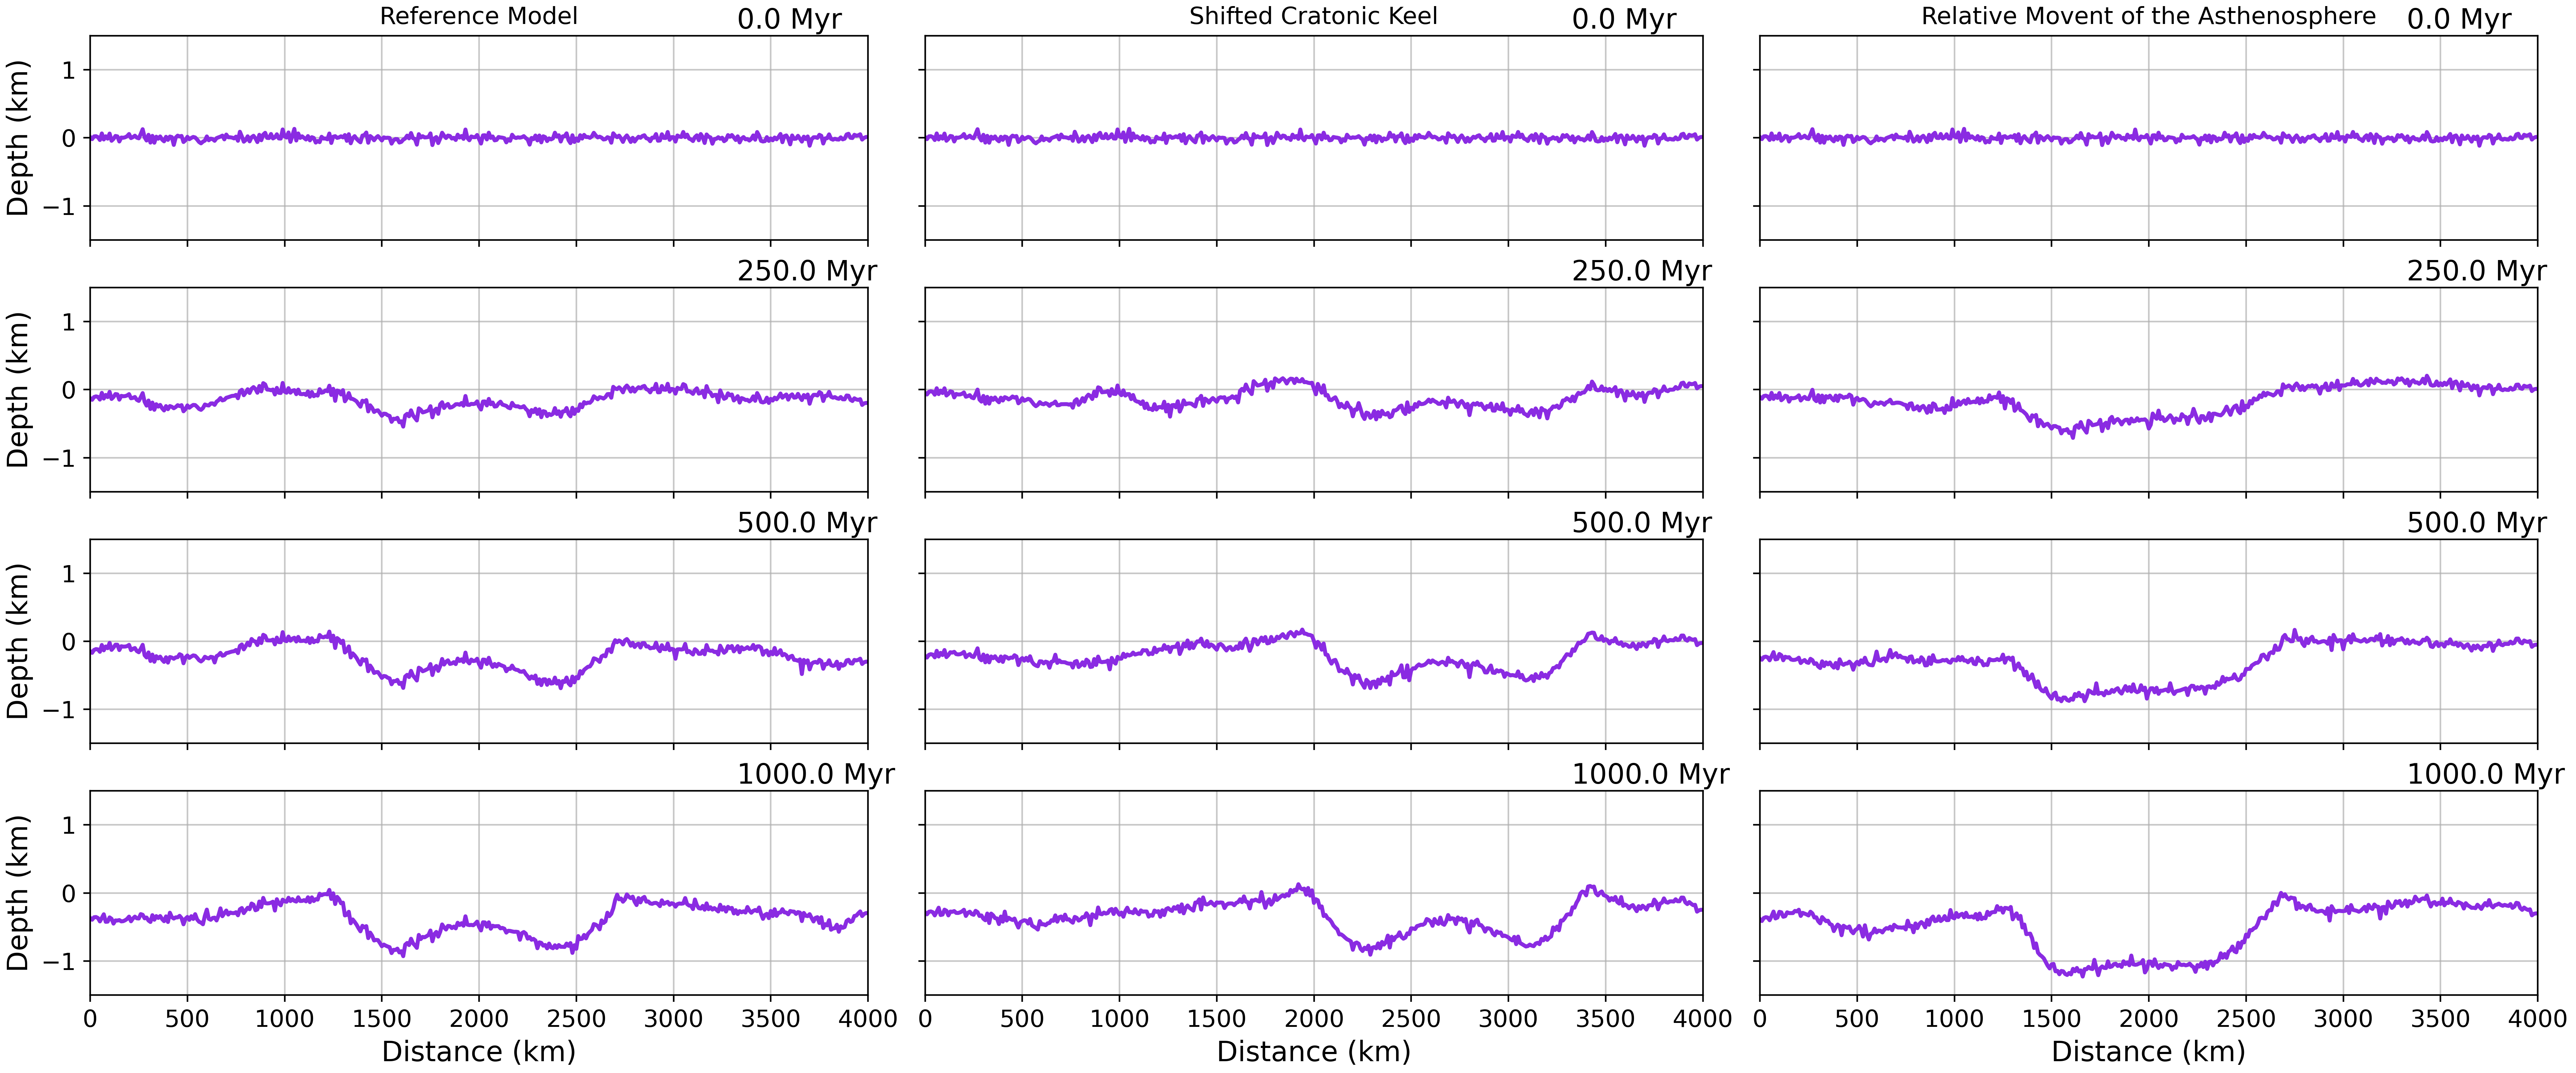 Reference Model 0.0 Myr Shifted Cratonic Keel 0.0 Myr Relative Movent of the Asthenosphere 0.0 Myr
Depth (km)
1
0
−1
250.0 Myr 250.0 Myr 250.0 Myr
Depth (km)
1
0
−1
500.0 Myr 500.0 Myr 500.0 Myr
Depth (km)
1
0
−1
1000.0 Myr 1000.0 Myr 1000.0 Myr
Depth (km)
1
0
−1
0 500 1000 1500 2000 2500 3000 3500 4000 0 500 1000 1500 2000 2500 3000 3500 4000 0 500 1000 1500 2000 2500 3000 3500 4000
Distance (km) Distance (km) Distance (km)